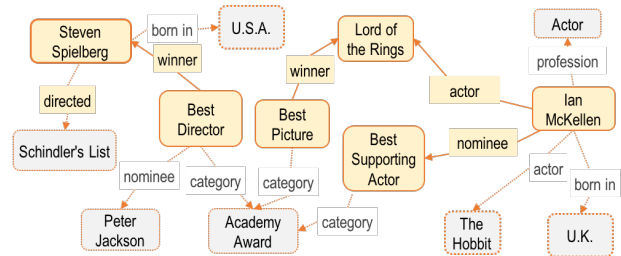 Steven
Spielberg
born in
U.S.A.
Lord of
the Rings
Actor
winner
winner
profession
directed
actor
Ian
McKellen
Best
Director
Best
Picture
Best
Supporting
Actor
nominee
Schindler's List
nominee
category
category
actor
born in
Peter
Jackson
Academy
Award
category
The
Hobbit
U.K.